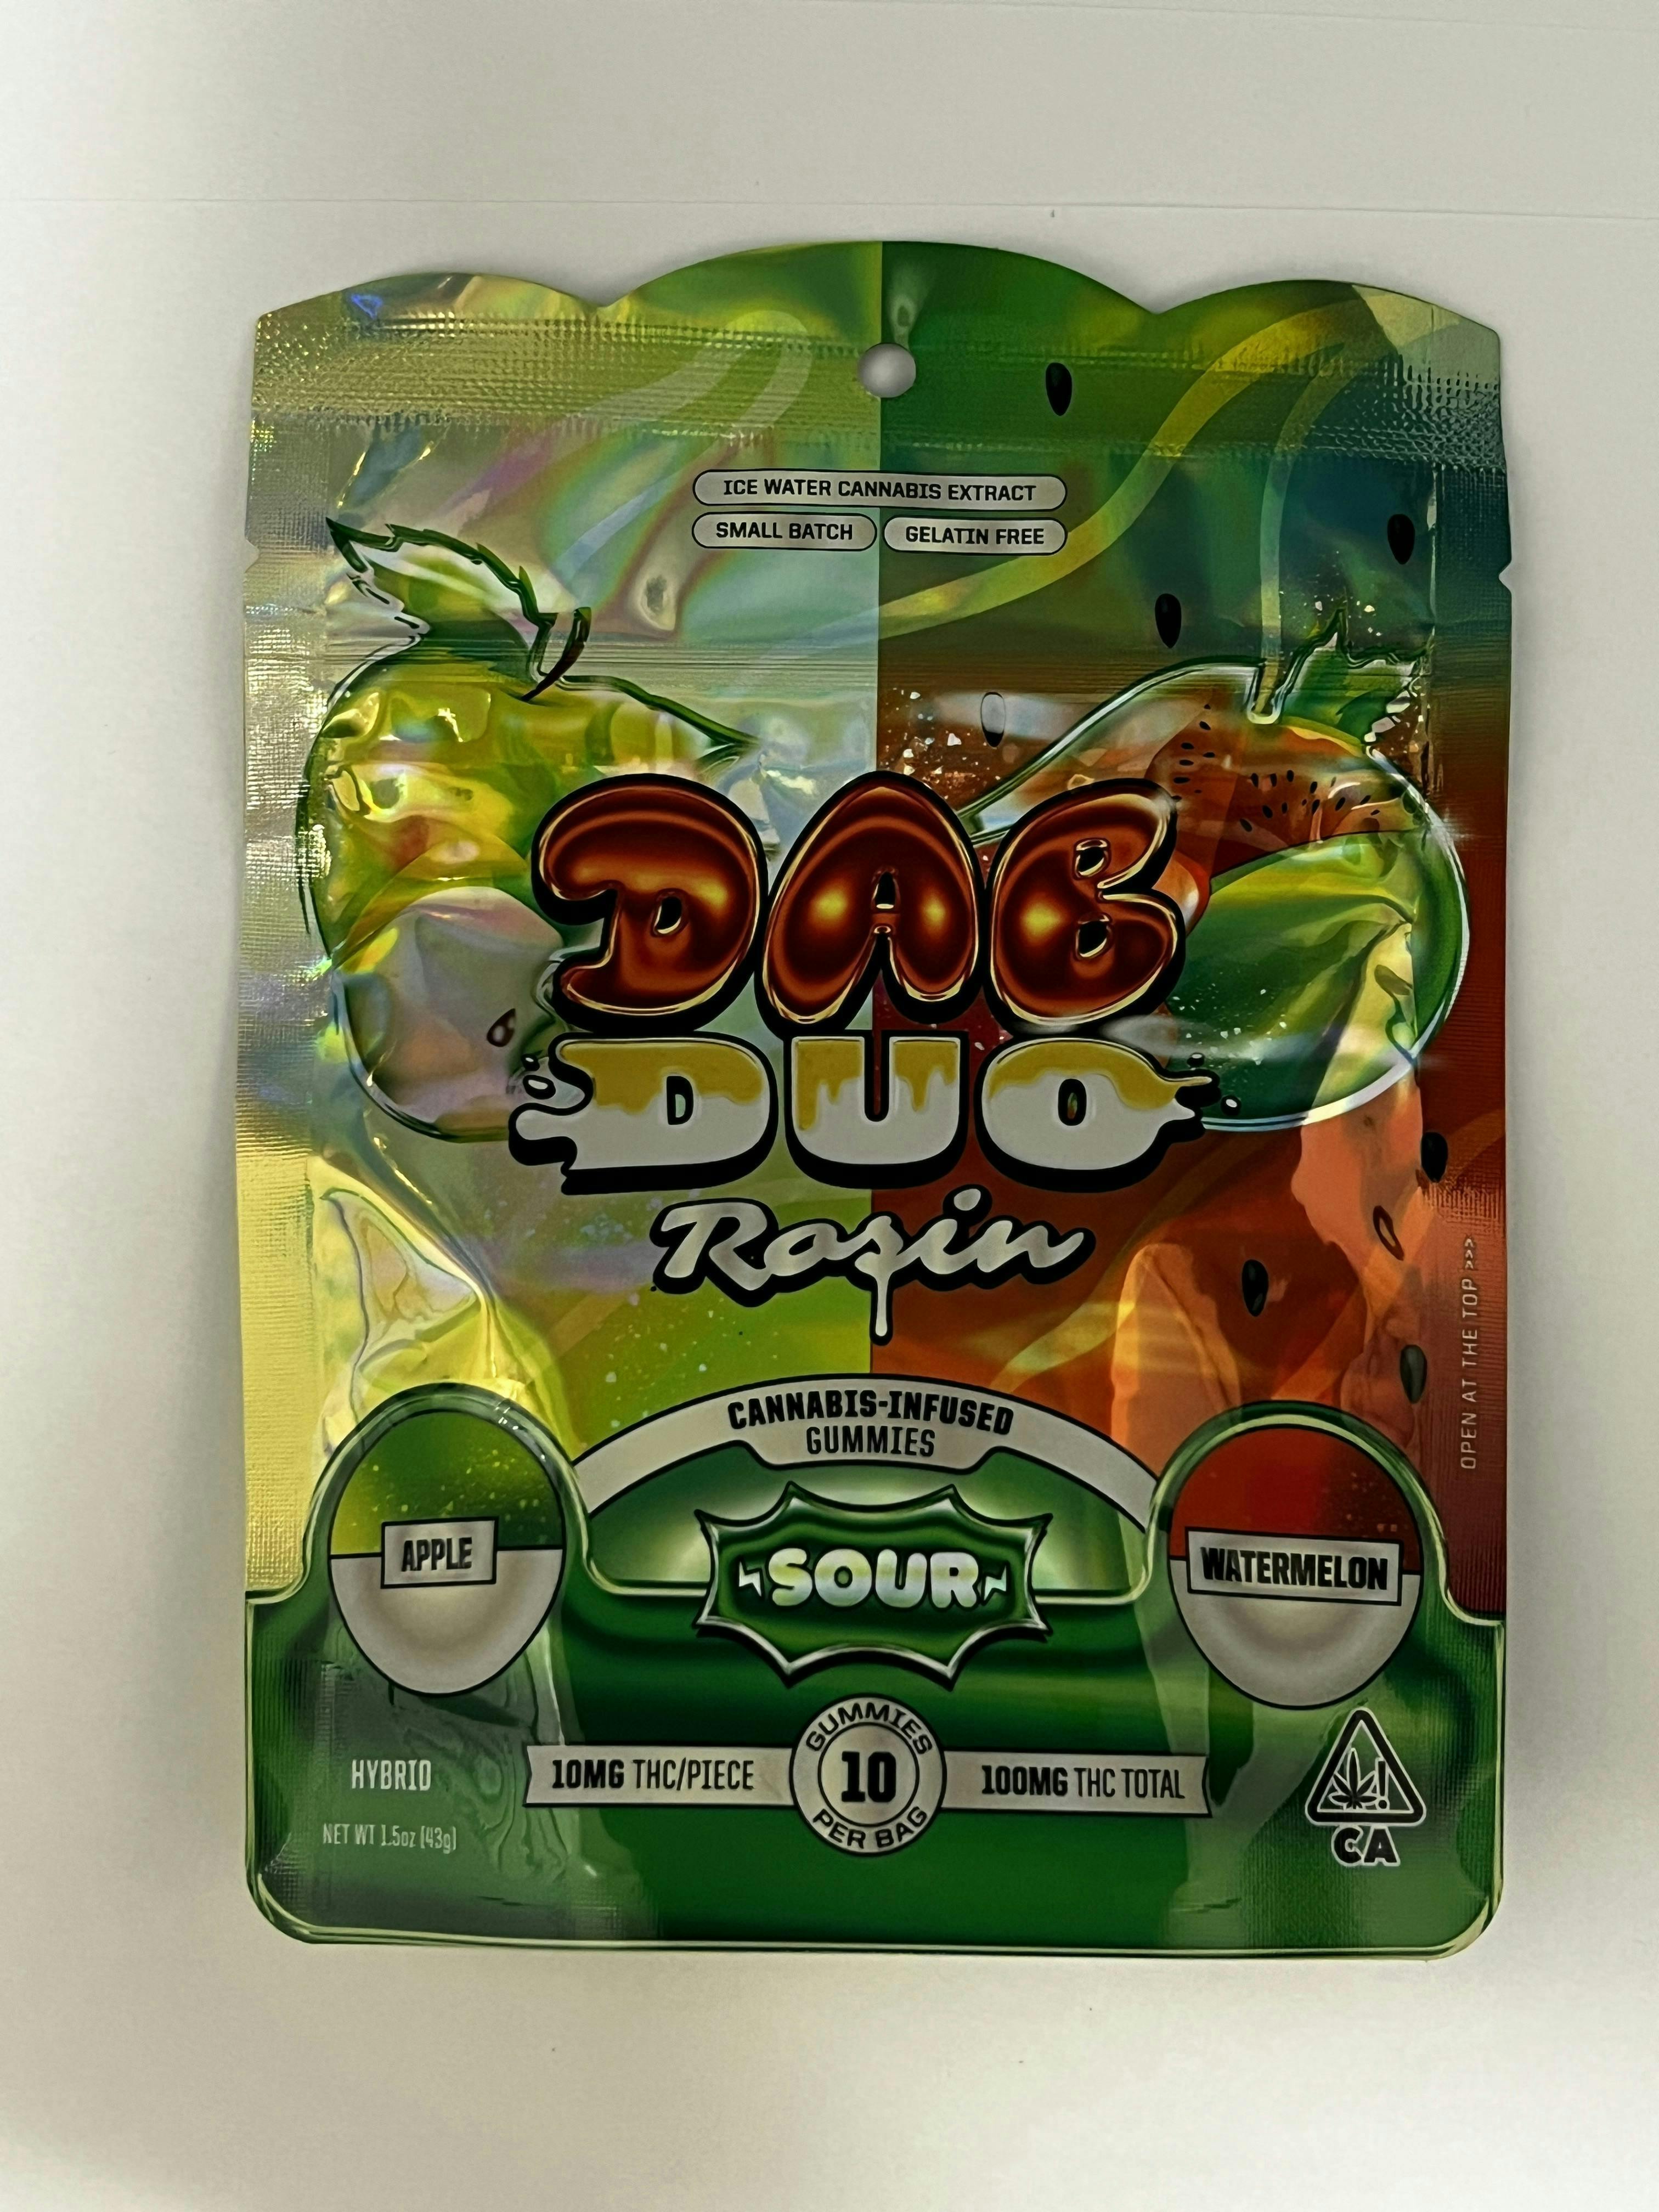 ICE WATER CANNABIS EXTRACT
SMALL BATCH
GELATIN FREE
DAB
DUO
Rosin
CANNABIS-INFUSED
GUMMIES
SOUR
APPLE
WATERMELON
OPEN AT THE TOP >>>
HYBRID
NET WT 1.5oz (43g)
10MG THC/PIECE
GUMMIES
10
PER BAG
100MG THC TOTAL
!
CA